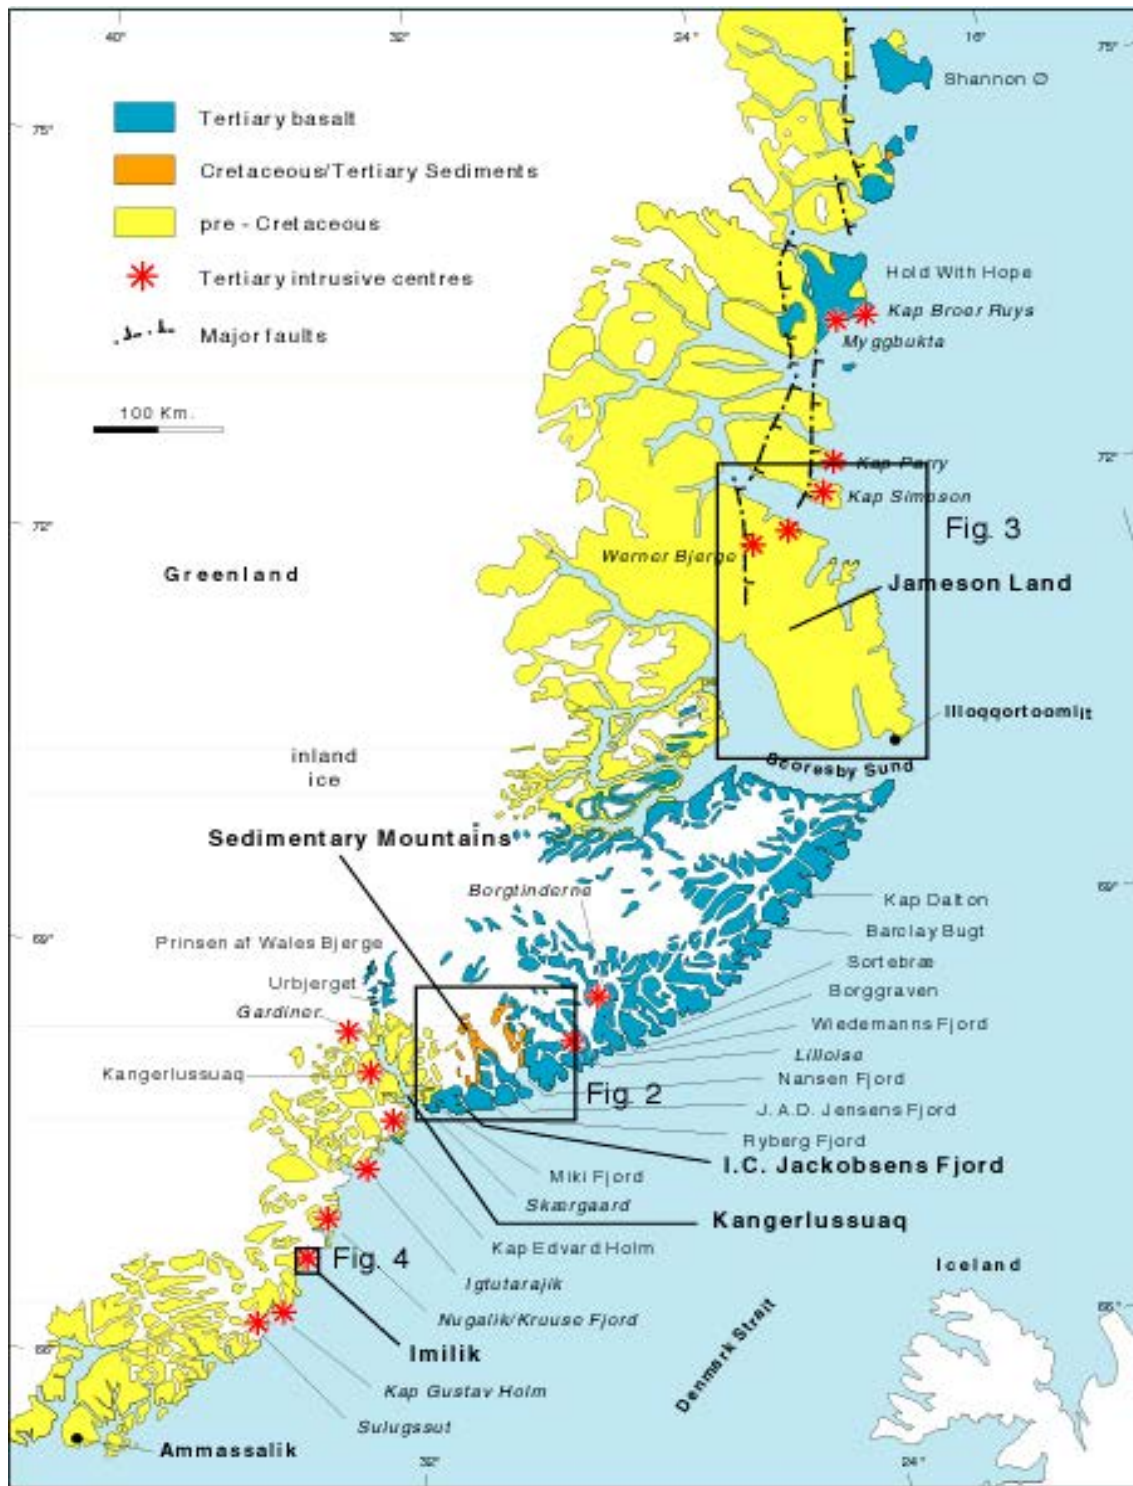 40°
32°
24°
16°
75°
Shannon Ø
75°
Tertiary basalt
Cretaceous/Tertiary Sediments
pre - Cretaceous
Tertiary intrusive centres
Major faults
100 Km.
Hold With Hope
Kap Broer Ruys
Myggbukta
72°
Kap Parry
Kap Simpson
72°
Fig. 3
Werner Bjerge
Greenland
Jameson Land
Illoqqortoomiit
inland
ice
Scoresby Sund
Sedimentary Mountains
Borgtinderne
69°
Kap Dalton
69°
Barclay Bugt
Prinsen af Wales Bjerge
Sortebræ
Urbjerget
Borggraven
Gardiner
Wiedemanns Fjord
Lilloise
Kangerlussuaq
Nansen Fjord
Fig. 2
J. A.D. Jensens Fjord
Ryberg Fjord
I.C. Jackobsens Fjord
Miki Fjord
Skærgaard
Kangerlussuaq
Kap Edvard Holm
Fig. 4
Igtutarajik
Iceland
Nugalik/Kruuse Fjord
66°
66°
Imilik
Denmark Strait
Kap Gustav Holm
Sulugssut
Ammassalik
32°
24°